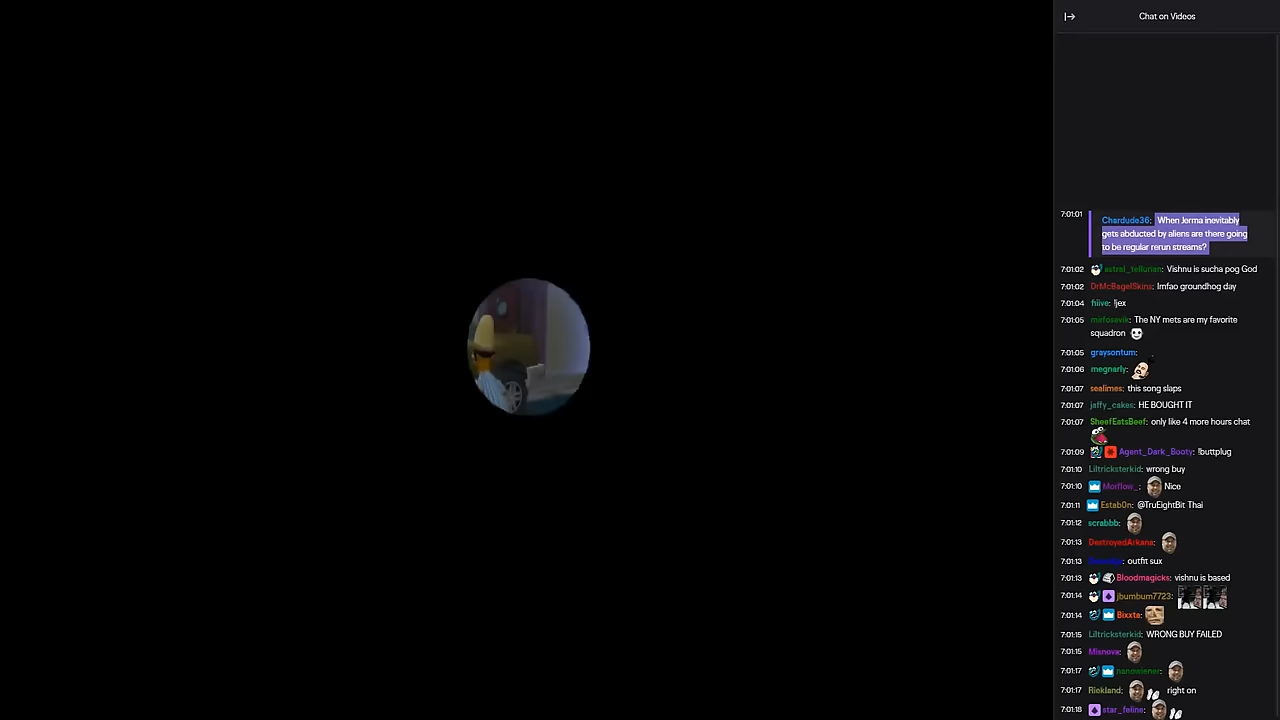 Chat on Videos
7:01:01 Chardude36: When Jerma inevitably
gets abducted by aliens are there going
to be regular rerun streams?
7:01:02 astral_tellurian: Vishnu is sucha pog God
7:01:02 DrMcBagelSkins: lmfao groundhog day
7:01:04 fiiive: !jex
7:01:05 mrfosevik: The NY mets are my favorite
squadron
7:01:05 graysontum:
7:01:06 megnarly:
7:01:07 sealimes: this song slaps
7:01:07 jaffy_cakes: HE BOUGHT IT
7:01:07 SheefEatsBeef: only like 4 more hours chat
7:01:09 Agent_Dark_Booty: !buttplug
7:01:10 Liltricksterkid: wrong buy
7:01:10 Morflow_: Nice
7:01:11 Estab0n: @TruEightBit Thai
7:01:12 scrabbb:
7:01:13 DestroyedArkana:
7:01:13 outfit sux
7:01:13 Bloodmagicks: vishnu is based
7:01:14 jbumbum7723:
7:01:14 Bixxte:
7:01:15 Liltricksterkid: WRONG BUY FAILED
7:01:15 Misnova:
7:01:17 nanowiener:
7:01:17 Riekland: right on
7:01:18 star_feline: